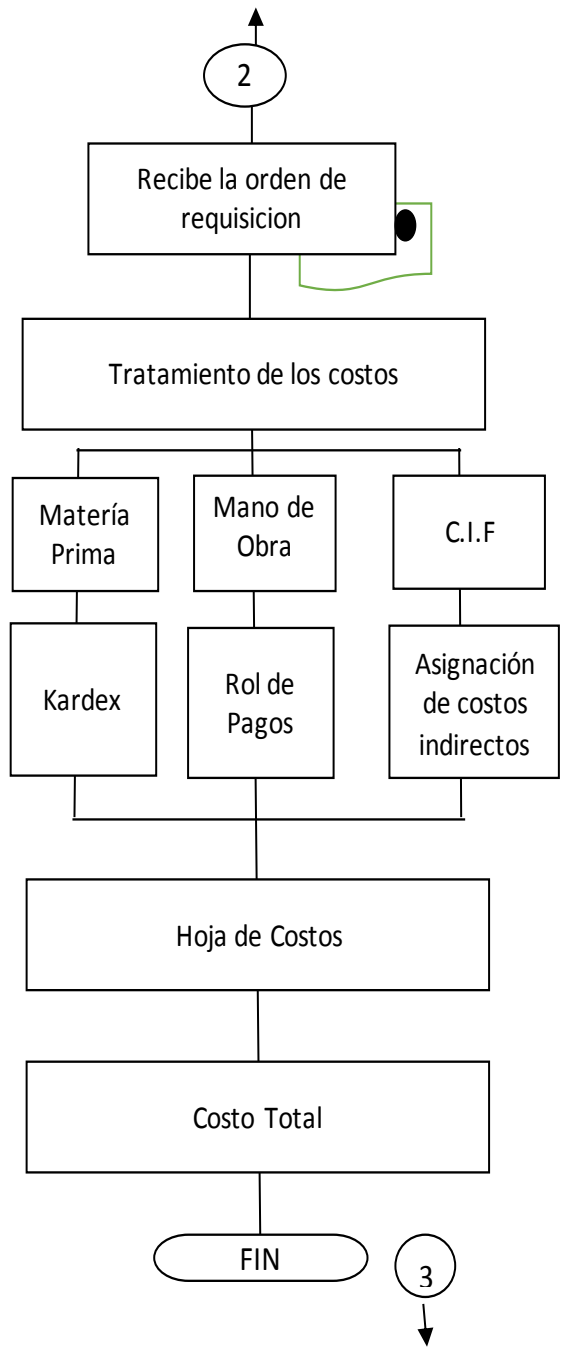 2
Recibe la orden de
requisicion
Tratamiento de los costos
Matería
Prima
Mano de
Obra
C.I.F
Kardex
Rol de
Pagos
Asignación
de costos
indirectos
Hoja de Costos
Costo Total
FIN
3